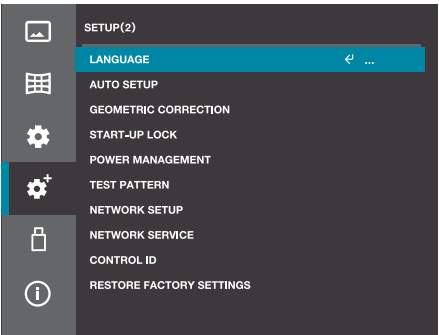 SETUP(2)
LANGUAGE ...
AUTO SETUP
GEOMETRIC CORRECTION
START-UP LOCK
POWER MANAGEMENT
TEST PATTERN
NETWORK SETUP
NETWORK SERVICE
CONTROL ID
RESTORE FACTORY SETTINGS